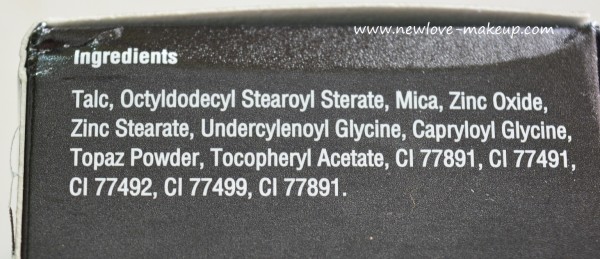 www.newlove-makeup.com
Ingredients
Talc, Octyldodecyl Stearoyl Sterate, Mica, Zinc Oxide,
Zinc Stearate, Undercylenoyl Glycine, Capryloyl Glycine,
Topaz Powder, Tocopheryl Acetate, CI 77891, CI 77491,
CI 77492, CI 77499, CI 77891.